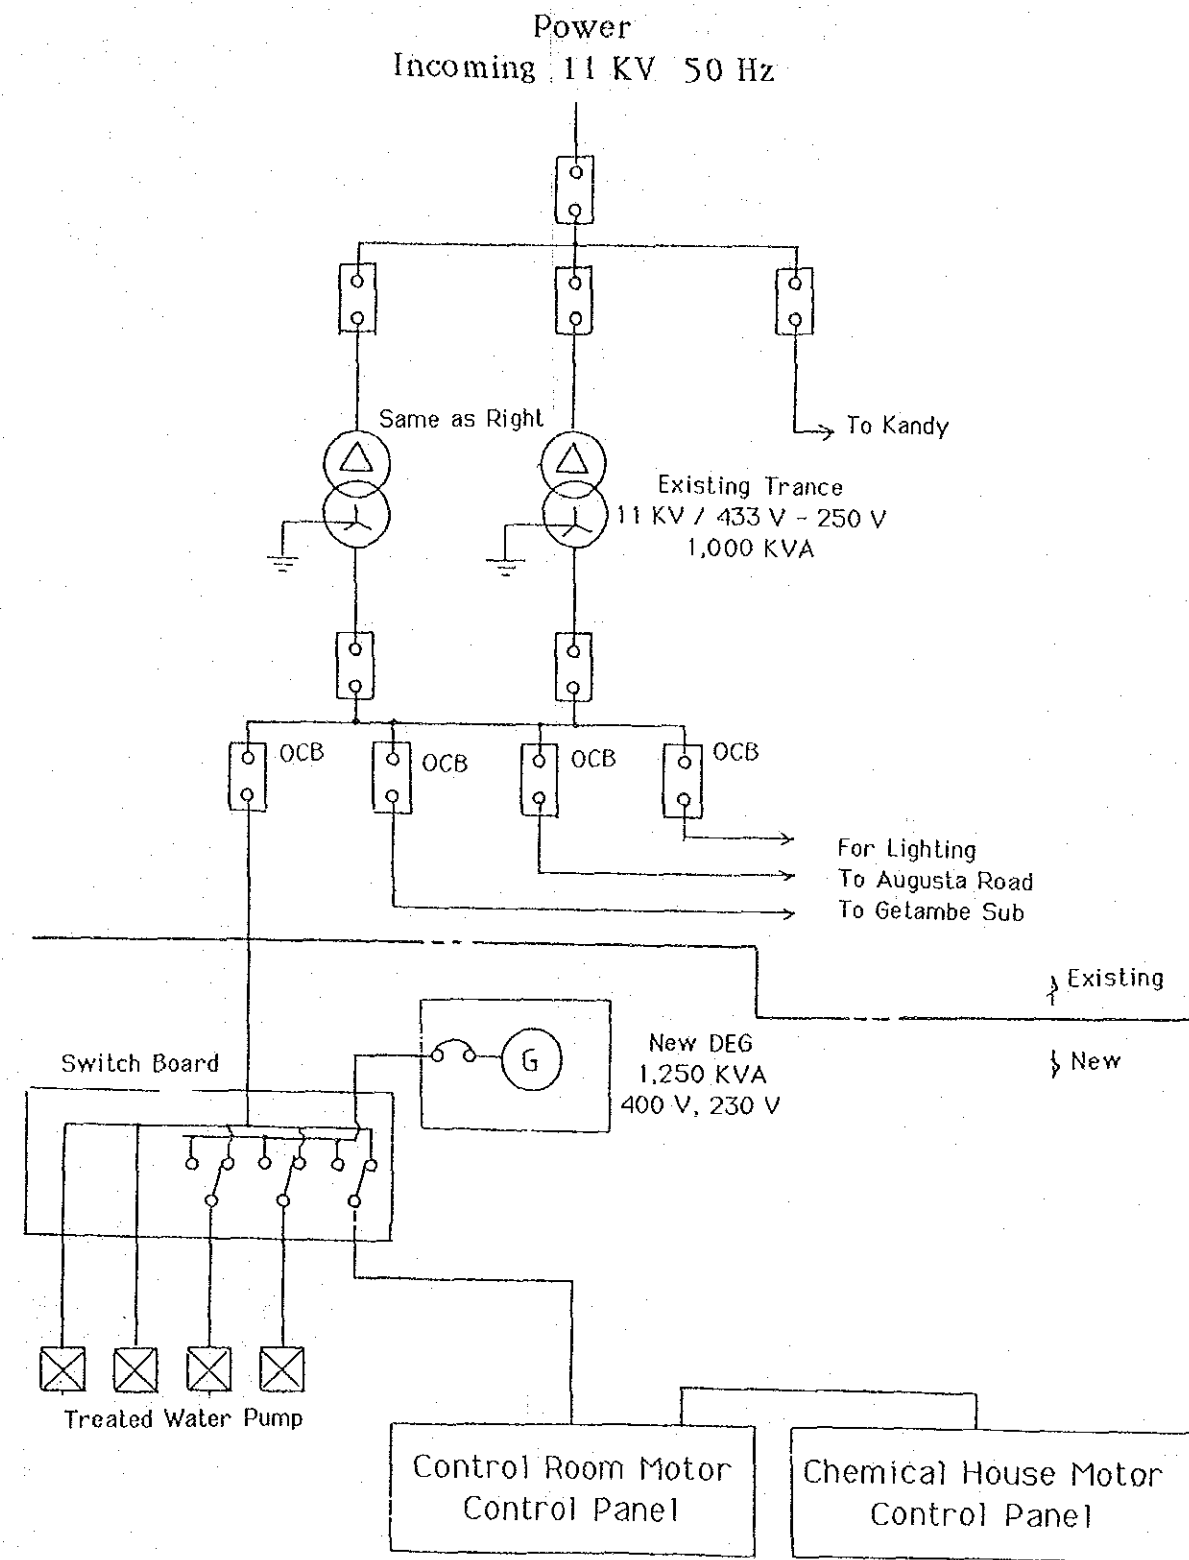 Power
Incoming 11 KV 50 Hz
To Kandy
Same as Right
Existing Trance
11 KV / 433 V - 250 V
1,000 KVA
OCB
OCB
OCB
OCB
For Lighting
To Augusta Road
To Getambe Sub
Existing
New
Switch Board
G
New DEG
1,250 KVA
400 V, 230 V
Treated Water Pump
Control Room Motor
Control Panel
Chemical House Motor
Control Panel